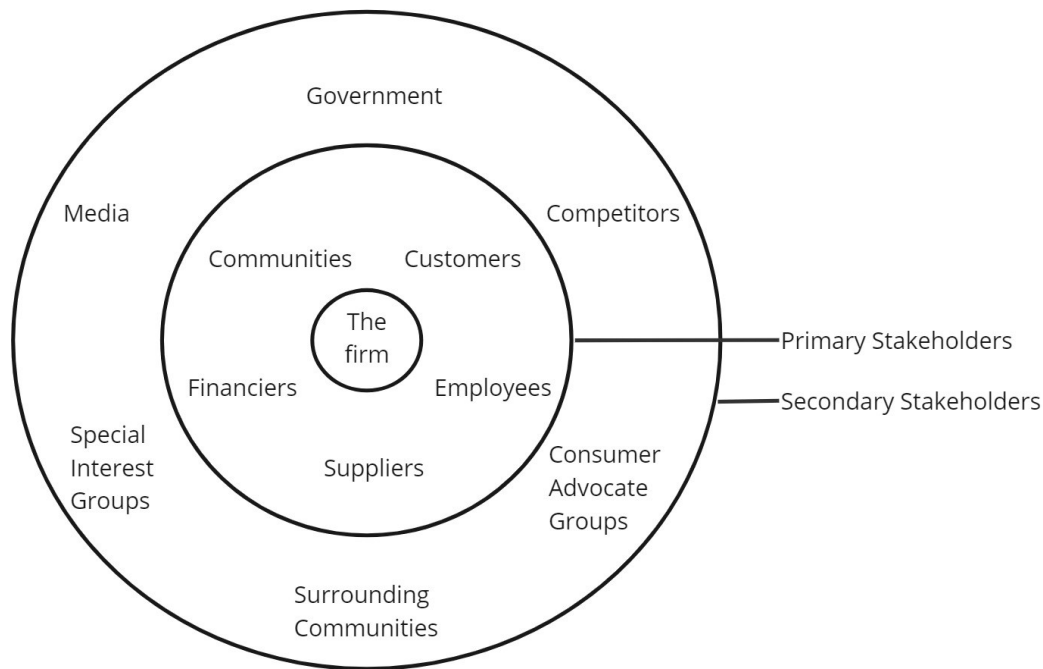 Government
Media
Competitors
Communities
Customers
The
firm
Primary Stakeholders
Financiers
Employees
Secondary Stakeholders
Special
Interest
Groups
Suppliers
Consumer
Advocate
Groups
Surrounding
Communities